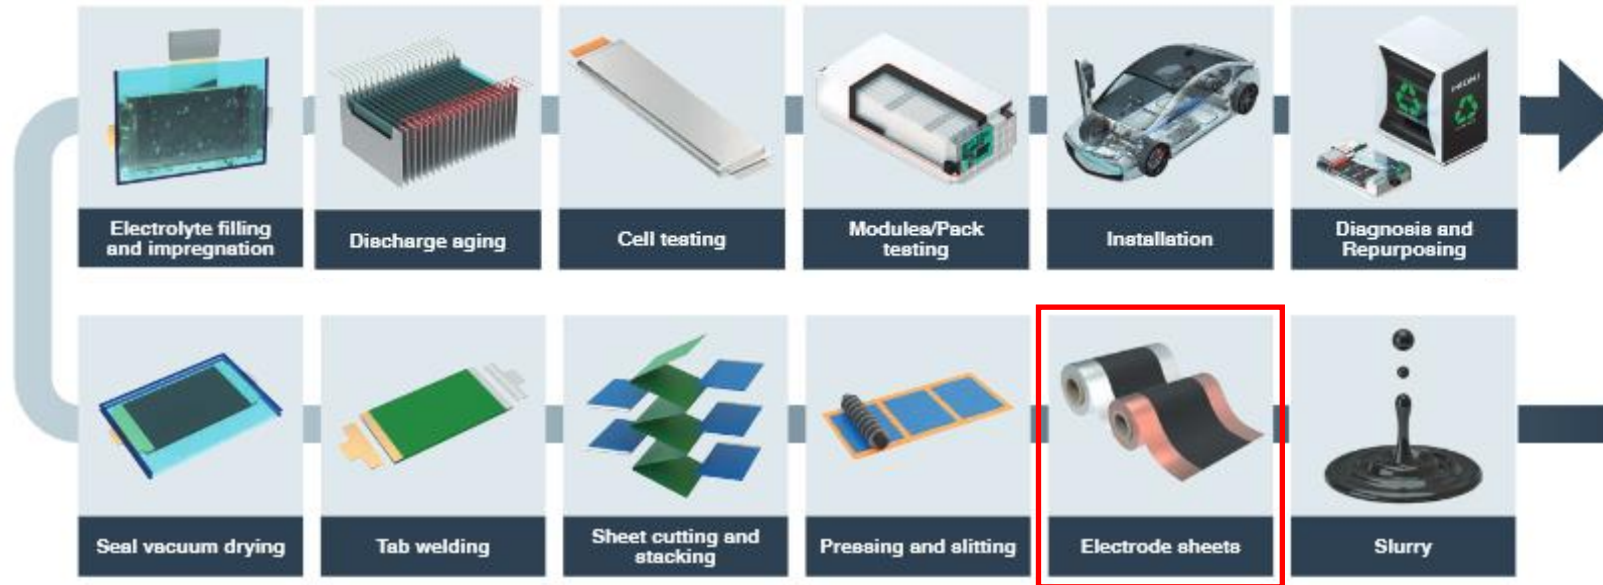 Electrolyte filling
and impregnation
Discharge aging
Cell testing
Modules/Pack
testing
Installation
HIOKI
Diagnosis and
Repurposing
Seal vacuum drying
Tab welding
Sheet cutting and
stacking
Pressing and slitting
Electrode sheets
Slurry